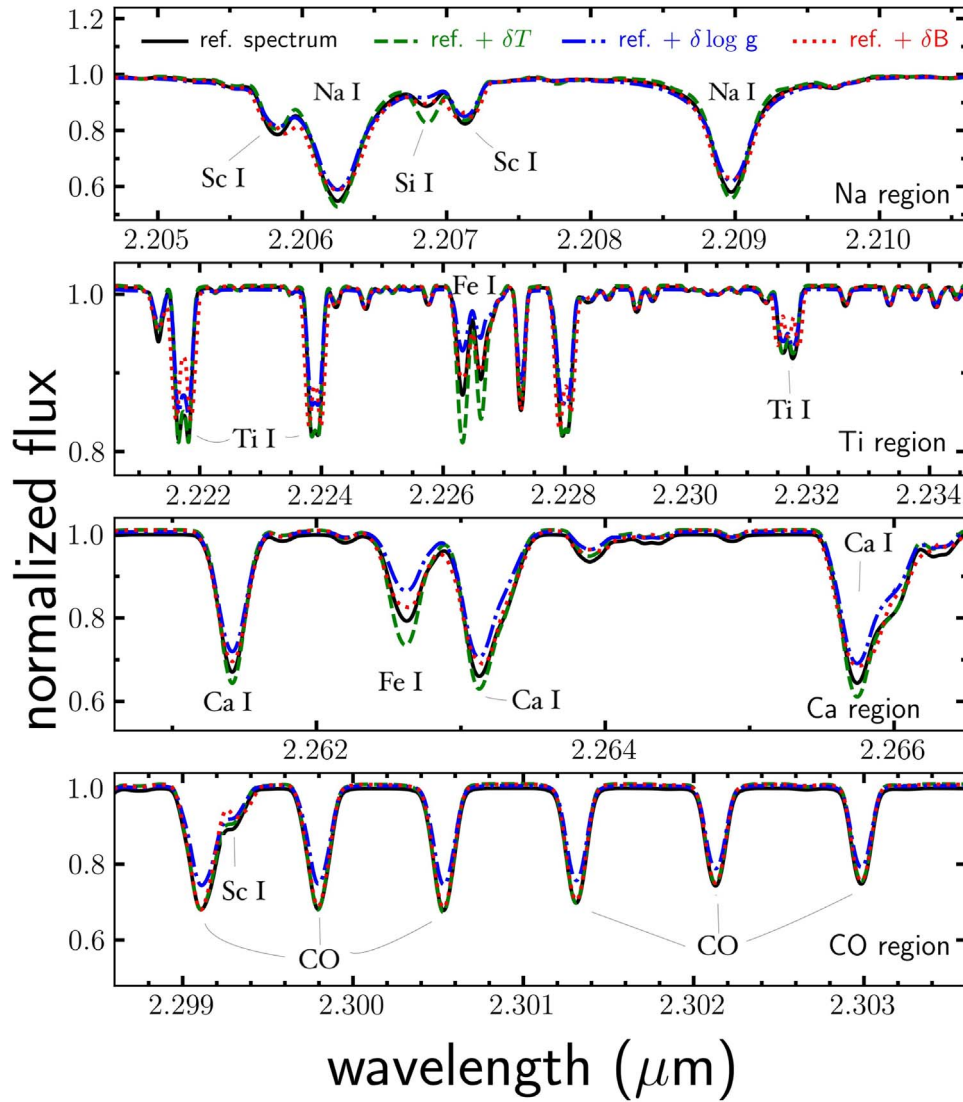 ref. spectrum ref. + δT ref. + δ log g ref. + δB
1.2
1.0
0.8
0.6
Na I Na I
Sc I Si I Sc I
Na region
2.205 2.206 2.207 2.208 2.209 2.210
1.0
0.8
Fe I
Ti I Ti I
Ti region
2.222 2.224 2.226 2.228 2.230 2.232 2.234
1.0
0.8
0.6
Ca I
Ca I Fe I Ca I
Ca region
2.262 2.264 2.266
1.0
0.8
0.6
Sc I
CO CO
CO region
2.299 2.300 2.301 2.302 2.303
normalized flux
wavelength (μm)